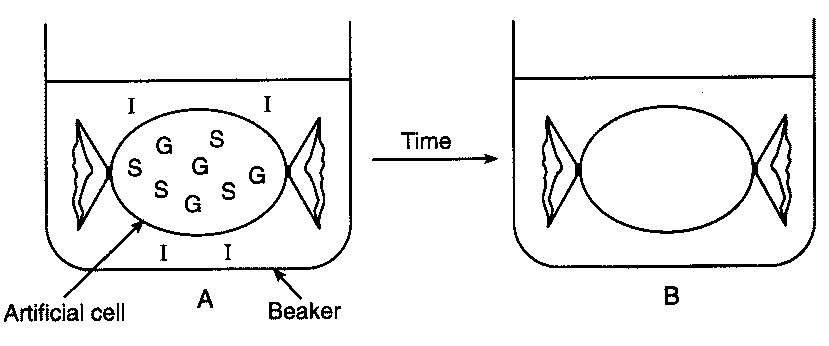 I I
G S
S G G
S S
G
I I
Time
Artificial cell
A
Beaker
B